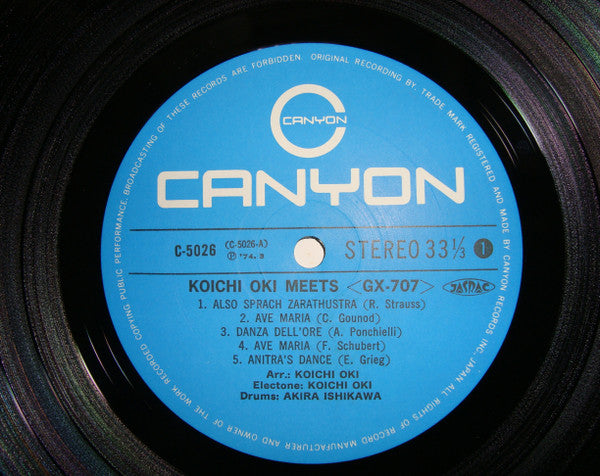 CANYON
CANYON
C-5026 (C-5026-A)
Ⓟ '74. 3
STEREO 33 1/3 1
KOICHI OKI MEETS <GX-707> JASRAC
1. ALSO SPRACH ZARATHUSTRA (R. Strauss)
2. AVE MARIA (C. Gounod)
3. DANZA DELL'ORE (A. Ponchielli)
4. AVE MARIA (F. Schubert)
5. ANITRA'S DANCE (E. Grieg)
Arr.: KOICHI OKI
Electone: KOICHI OKI
Drums: AKIRA ISHIKAWA
ORIGINAL RECORDING BY, TRADE MARK REGISTERED AND MADE BY CANYON RECORDS INC., JAPAN ALL RIGHTS OF RECORD MANUFACTURER AND OWNER OF THE WORK RECORDED COPYING PUBLIC PERFORMANCE, BROADCASTING OF THESE RECORDS ARE FORBIDDEN